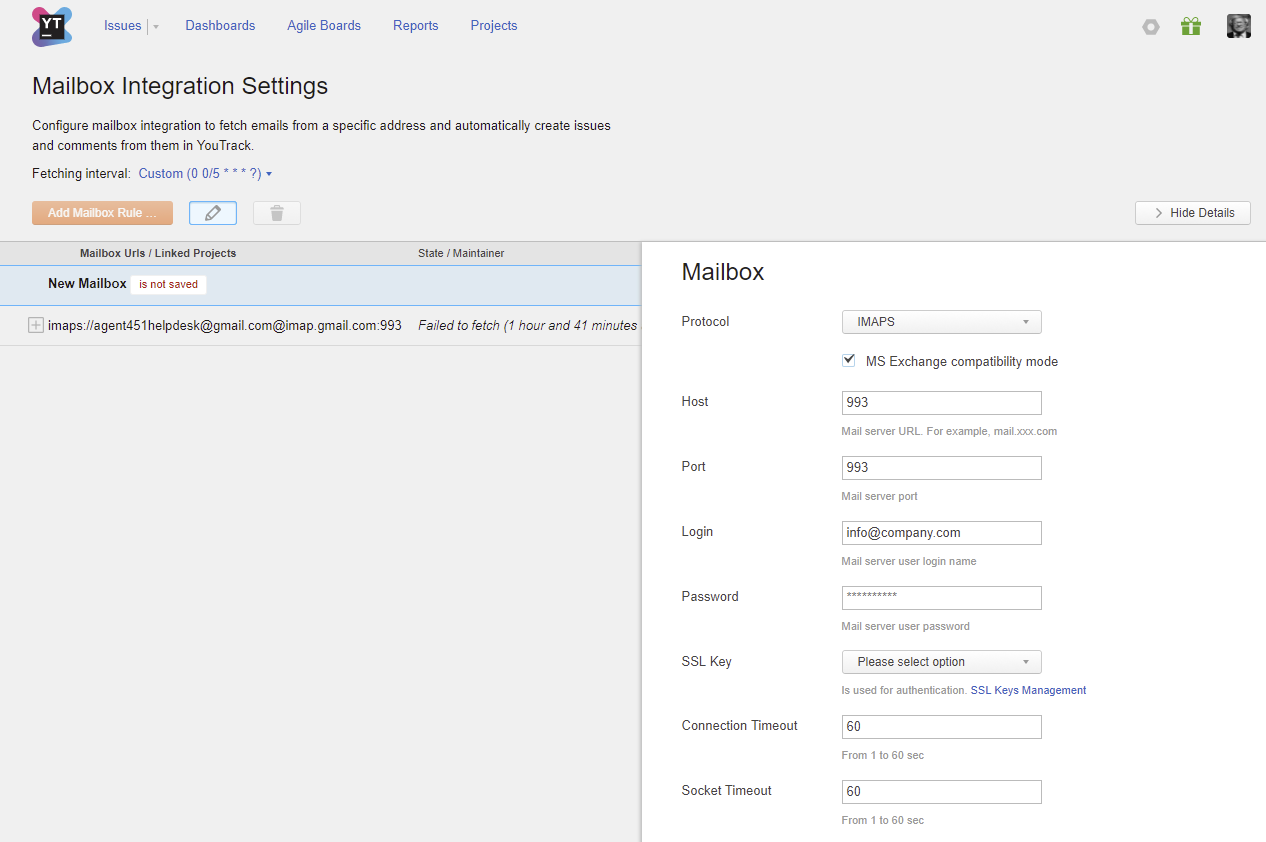 YT
Issues
Dashboards
Agile Boards
Reports
Projects
Mailbox Integration Settings
Configure mailbox integration to fetch emails from a specific address and automatically create issues
and comments from them in YouTrack.
Fetching interval: Custom (0 0/5 * * * ?)
Add Mailbox Rule ...
Hide Details
Mailbox Urls / Linked Projects
State / Maintainer
New Mailbox is not saved
imaps://agent451helpdesk@gmail.com@imap.gmail.com:993
Failed to fetch (1 hour and 41 minutes
Mailbox
Protocol
IMAPS
MS Exchange compatibility mode
Host
993
Mail server URL. For example, mail.xxx.com
Port
993
Mail server port
Login
info@company.com
Mail server user login name
Password
**********
Mail server user password
SSL Key
Please select option
Is used for authentication. SSL Keys Management
Connection Timeout
60
From 1 to 60 sec
Socket Timeout
60
From 1 to 60 sec